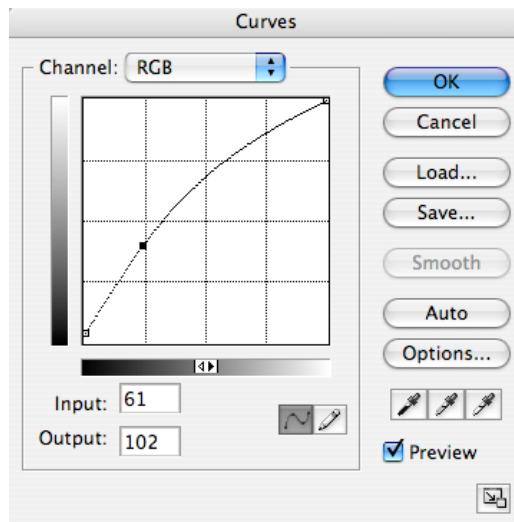 Curves
Channel: RGB
OK
Cancel
Load...
Save...
Smooth
Auto
Options...
Input: 61
Output: 102
Preview